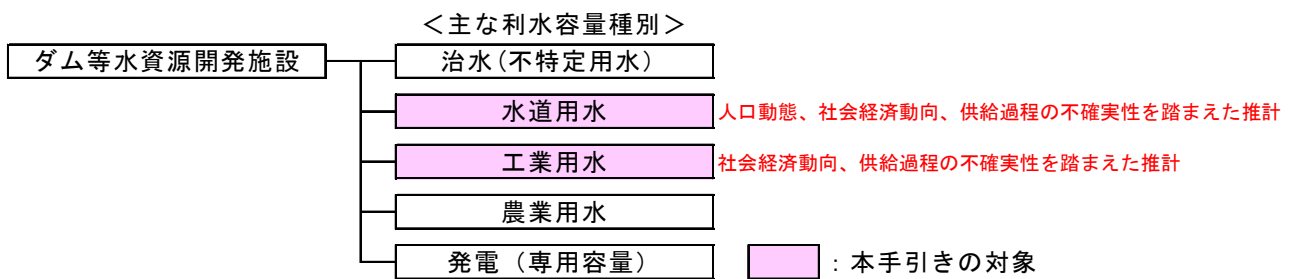 ＜主な利水容量種別＞
ダム等水資源開発施設
治水(不特定用水)
水道用水 人口動態、社会経済動向、供給過程の不確実性を踏まえた推計
工業用水 社会経済動向、供給過程の不確実性を踏まえた推計
農業用水
発電（専用容量）
：本手引きの対象